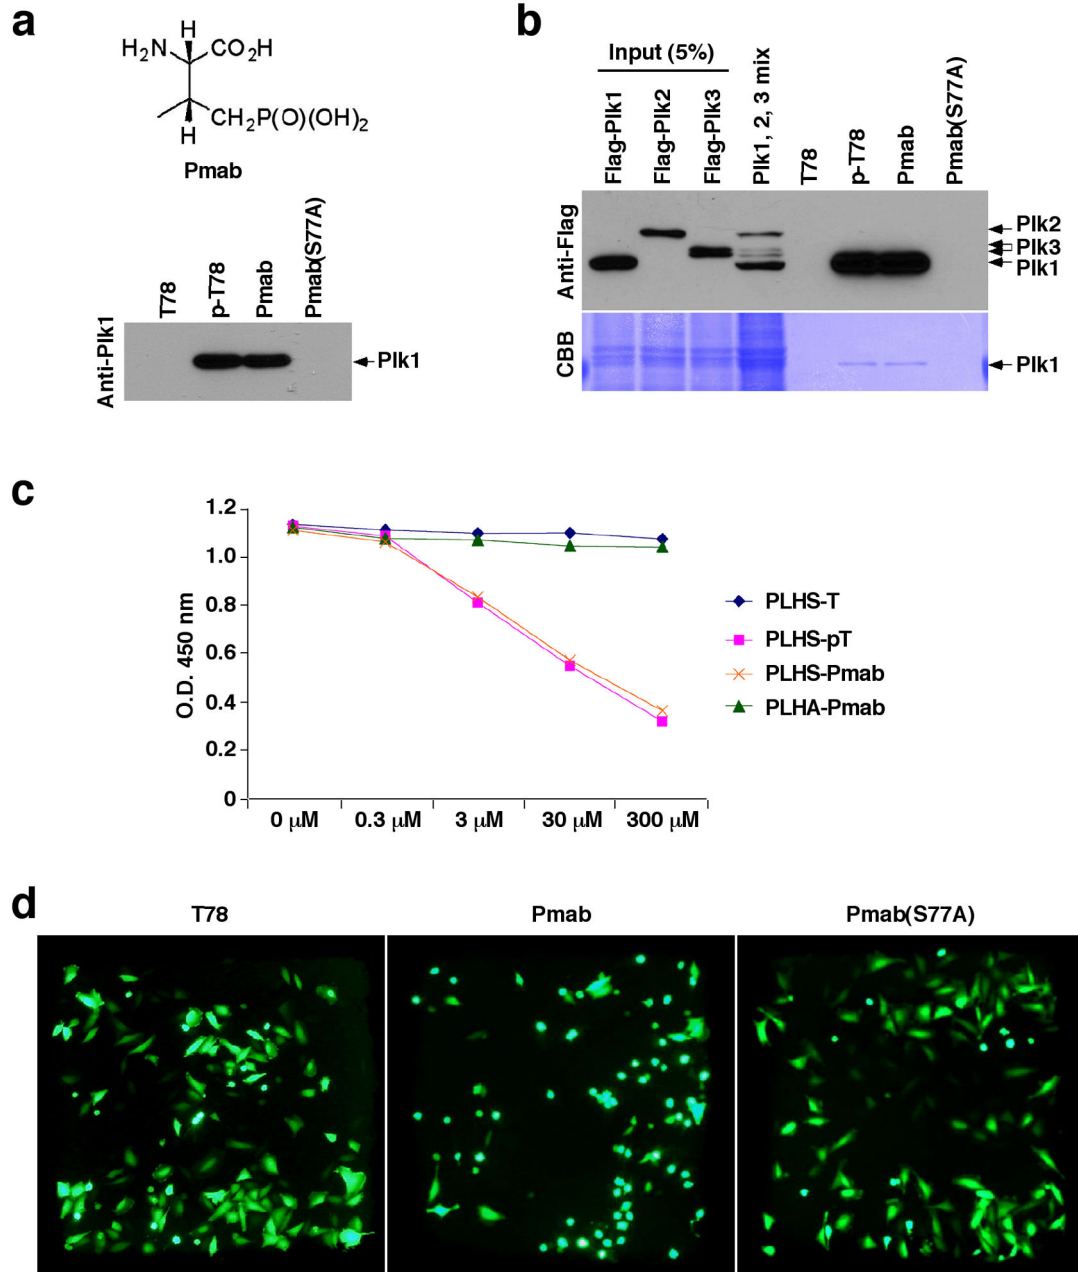 a
H
H₂N
CO₂H
CH₂P(O)(OH)₂
H
Pmab
T78
p-T78
Pmab
Pmab(S77A)
Anti-Plk1
Plk1
b
Input (5%)
Flag-Plk1
Flag-Plk2
Flag-Plk3
Plk1, 2, 3 mix
T78
p-T78
Pmab
Pmab(S77A)
Anti-Flag
Plk2
Plk3
Plk1
CBB
Plk1
c
1.2
1.0
0.8
0.6
0.4
0.2
0
O.D. 450 nm
0 μM
0.3 μM
3 μM
30 μM
300 μM
PLHS-T
PLHS-pT
PLHS-Pmab
PLHA-Pmab
d
T78
Pmab
Pmab(S77A)